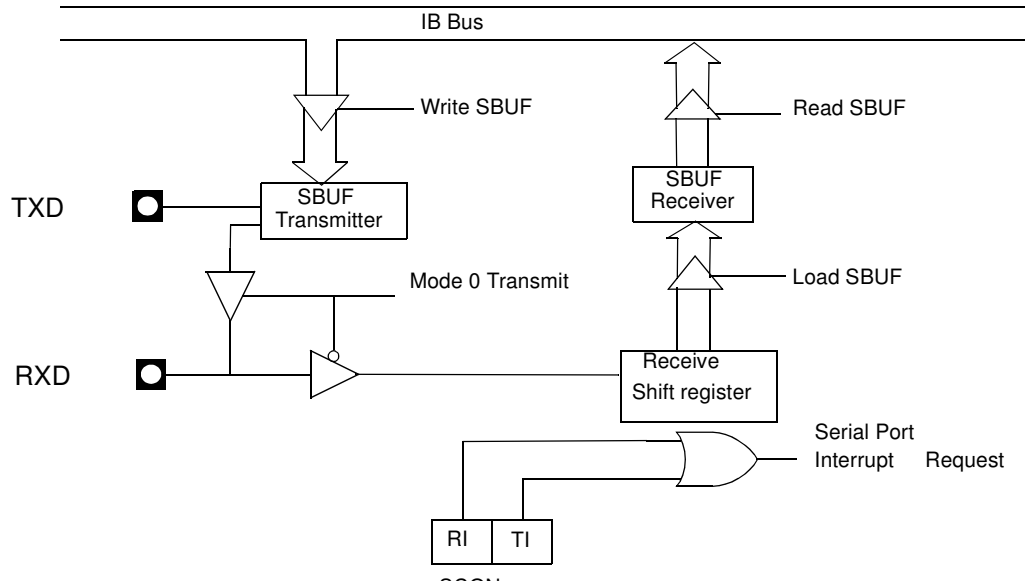 IB Bus
Write SBUF
Read SBUF
SBUF
Transmitter
SBUF
Receiver
TXD
Load SBUF
Mode 0 Transmit
RXD
Receive
Shift register
Serial Port
Interrupt Request
RI TI